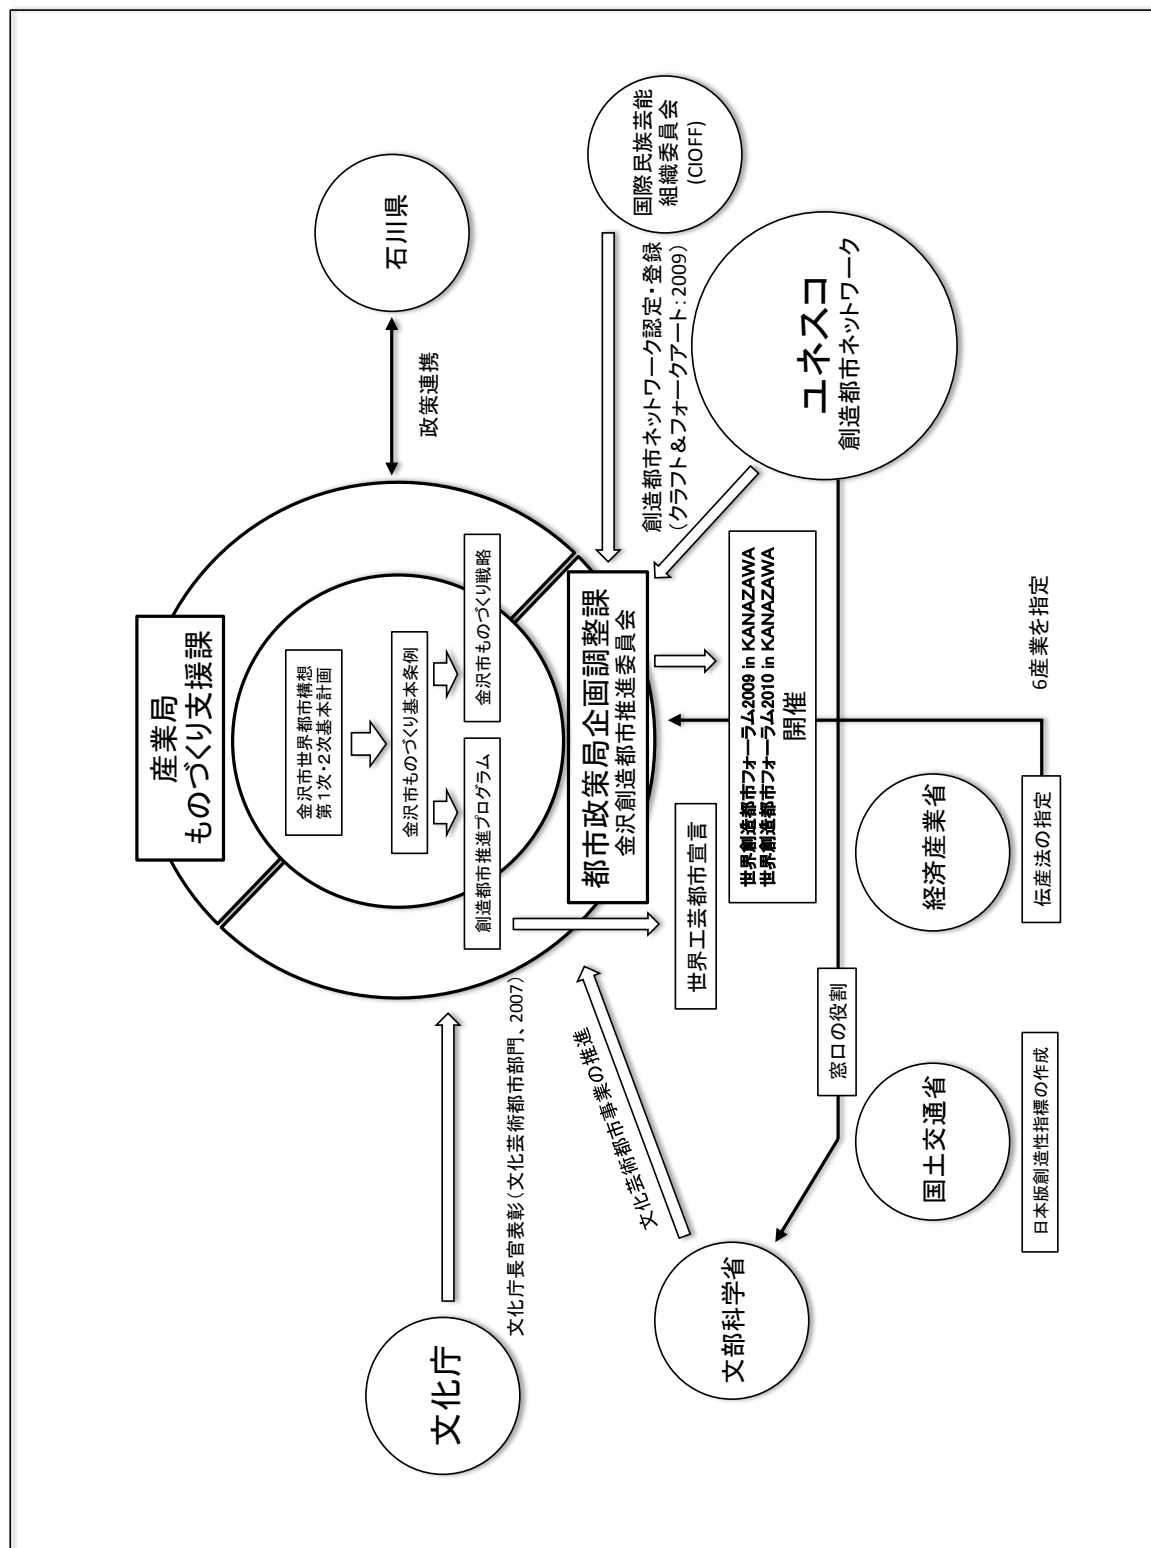 産業局
ものづくり支援課
石川県
政策連携
文化庁
文化庁長官表彰（文化芸術都市部門、2007）
金沢市世界都市構想
第1次・2次基本計画
金沢市ものづくり基本条例
創造都市推進プログラム
金沢市ものづくり戦略
都市政策局企画調整課
金沢創造都市推進委員会
国際民族芸能
組織委員会
(CIOFF)
創造都市ネットワーク認定・登録
（クラフト＆フォークアート：2009）
ユネスコ
創造都市ネットワーク
文化芸術都市事業の推進
世界工芸都市宣言
世界創造都市フォーラム2009 in KANAZAWA
世界創造都市フォーラム2010 in KANAZAWA
開催
文部科学省
窓口の役割
国土交通省
日本版創造性指標の作成
経済産業省
伝産法の指定
6産業を指定